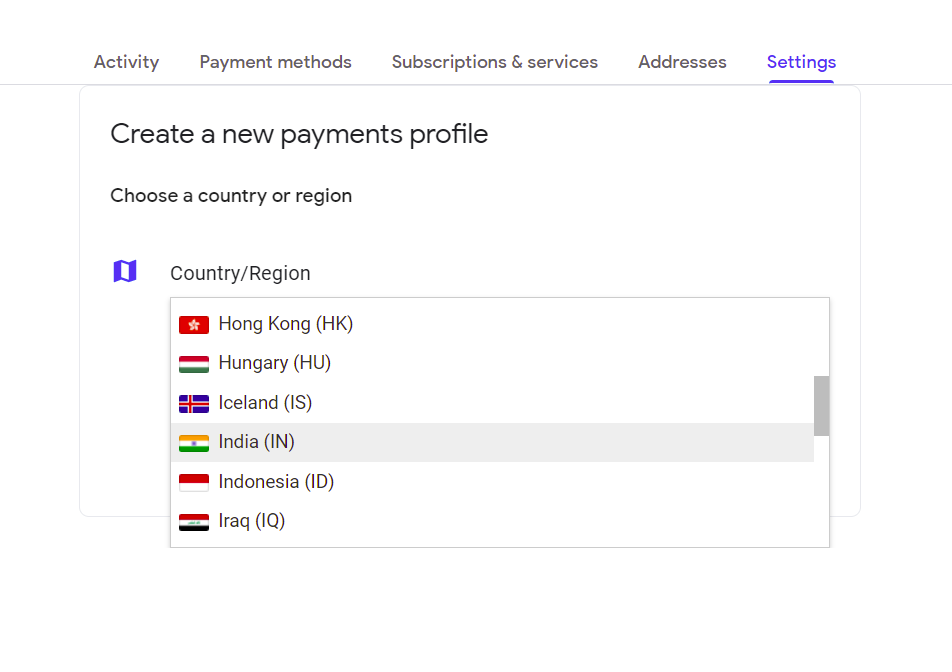 Activity Payment methods Subscriptions & services Addresses Settings
Create a new payments profile
Choose a country or region
Country/Region
Hong Kong (HK)
Hungary (HU)
Iceland (IS)
India (IN)
Indonesia (ID)
Iraq (IQ)